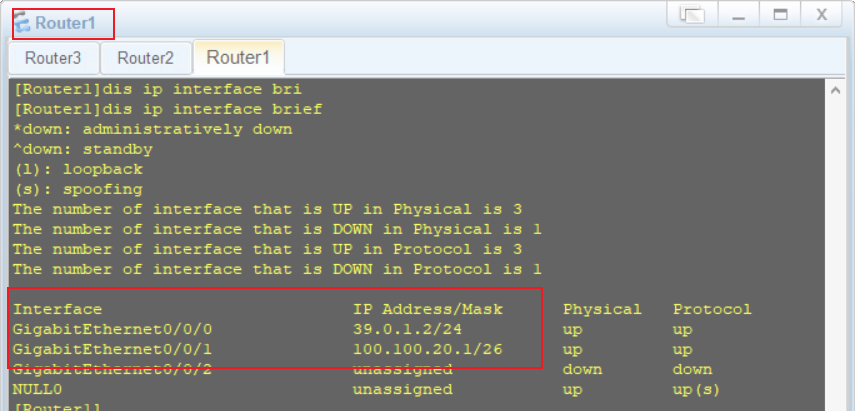 Router1
X
Router3 Router2 Router1
[Router1]dis ip interface bri
[Router1]dis ip interface brief
*down: administratively down
^down: standby
(l): loopback
(s): spoofing
The number of interface that is UP in Physical is 3
The number of interface that is DOWN in Physical is 1
The number of interface that is UP in Protocol is 3
The number of interface that is DOWN in Protocol is 1
Interface IP Address/Mask Physical Protocol
GigabitEthernet0/0/0 39.0.1.2/24 up up
GigabitEthernet0/0/1 100.100.20.1/26 up up
GigabitEthernet0/0/2 unassigned down down
NULL0 unassigned up up(s)
[Router1]